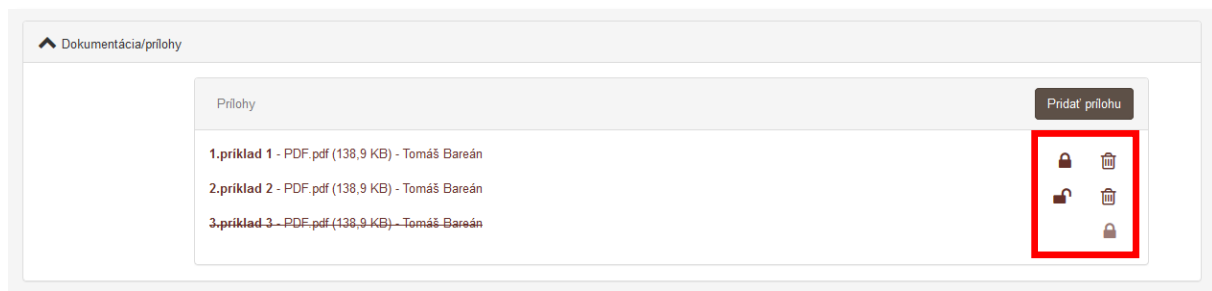 Dokumentácia/prílohy
Prílohy
Pridať prílohu
1.príklad 1 - PDF.pdf (138,9 KB) - Tomáš Bareán
2.príklad 2 - PDF.pdf (138,9 KB) - Tomáš Bareán
3.príklad 3 - PDF.pdf (138,9 KB) - Tomáš Bareán